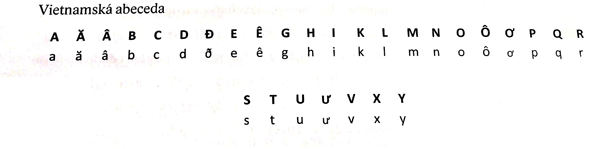 Vietnamská abeceda
A Ă Â B C D Đ E Ê G H I K L M N O Ô Ơ P Q R
a ă â b c d ð e ê g h i k l m n o ô ơ p q r
S T U Ư V X Y
s t u ư v x y